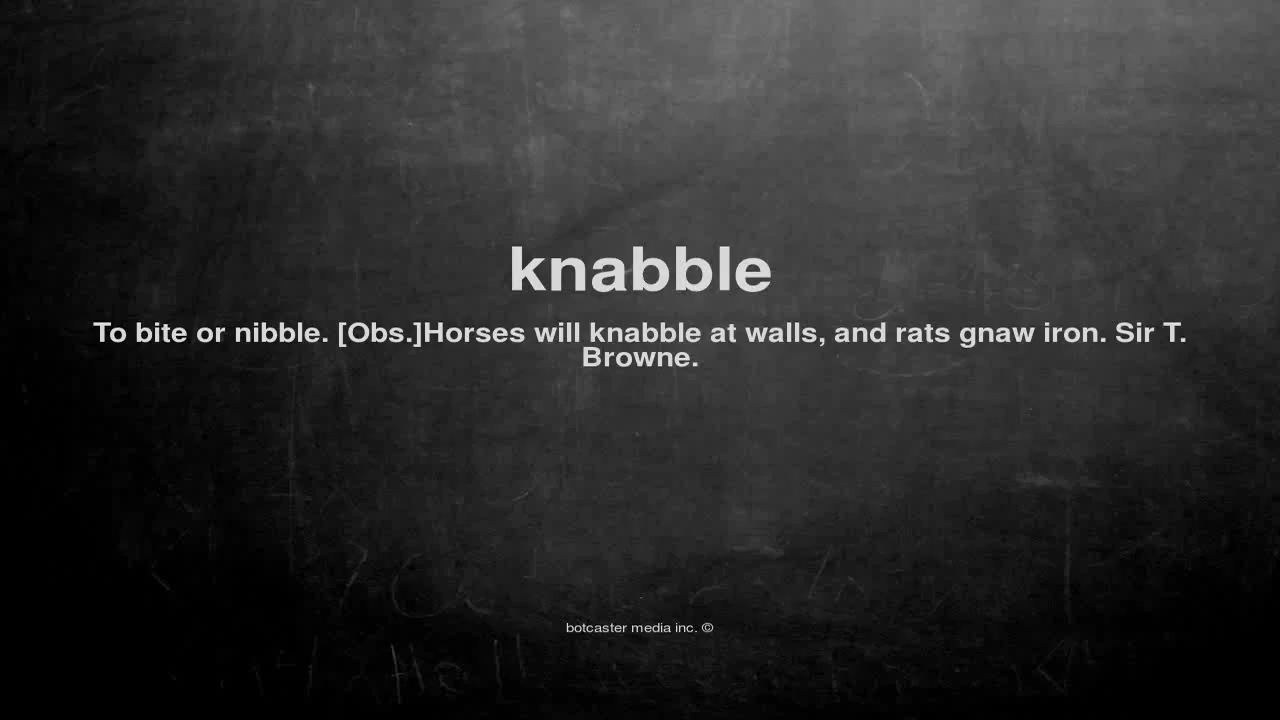 knabble
To bite or nibble. [Obs.]Horses will knabble at walls, and rats gnaw iron. Sir T.
Browne.
botcaster media inc. ©